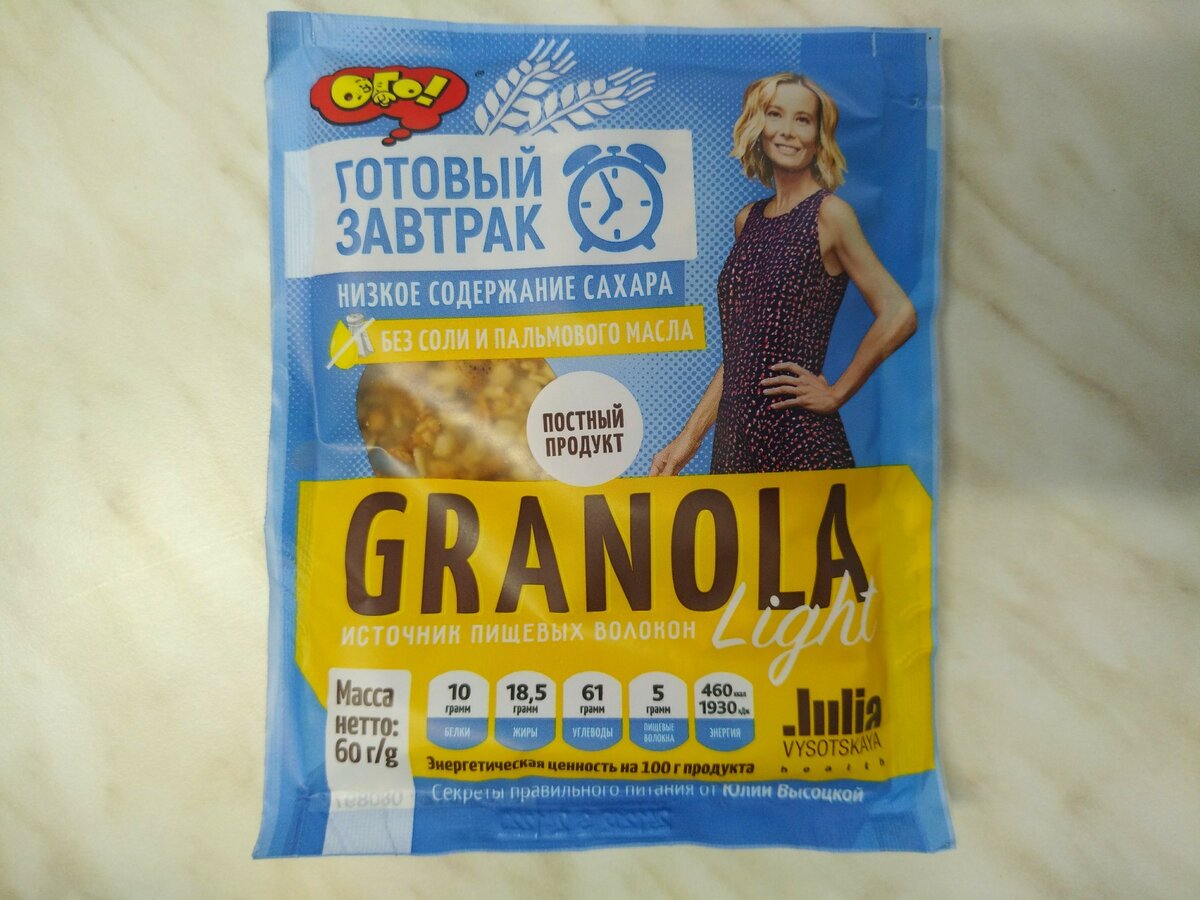 ОГО!
ГОТОВЫЙ
ЗАВТРАК
НИЗКОЕ СОДЕРЖАНИЕ САХАРА
БЕЗ СОЛИ И ПАЛЬМОВОГО МАСЛА
ПОСТНЫЙ
ПРОДУКТ
GRANOLA
Light
ИСТОЧНИК ПИЩЕВЫХ ВОЛОКОН
Масса
нетто:
60 г/g
10
грамм
БЕЛКИ
18,5
грамм
ЖИРЫ
61
грамм
УГЛЕВОДЫ
5
грамм
ПИЩЕВЫЕ
ВОЛОКНА
460 ккал
1930 кДж
ЭНЕРГИЯ
Энергетическая ценность на 100 г продукта
Julia
VYSOTSKAYA
health
Секреты правильного питания от Юлии Высоцкой